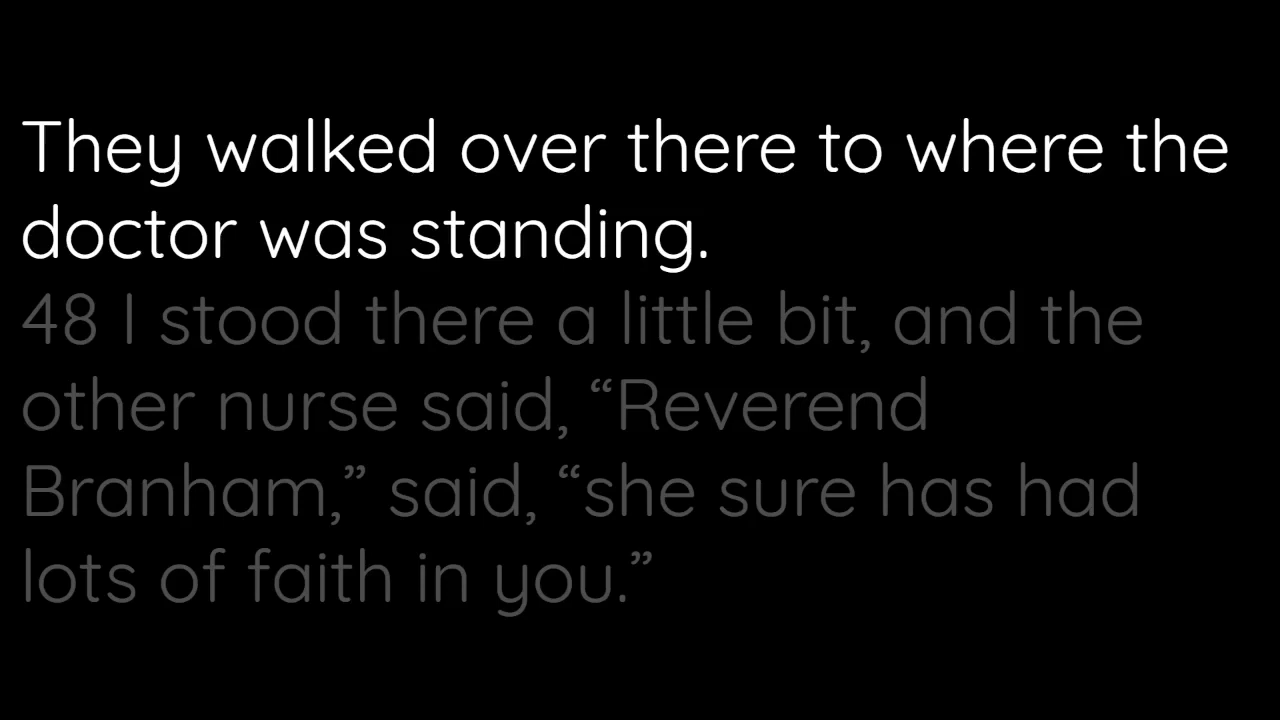 They walked over there to where the
doctor was standing.
48 I stood there a little bit, and the
other nurse said, “Reverend
Branham,” said, “she sure has had
lots of faith in you.”